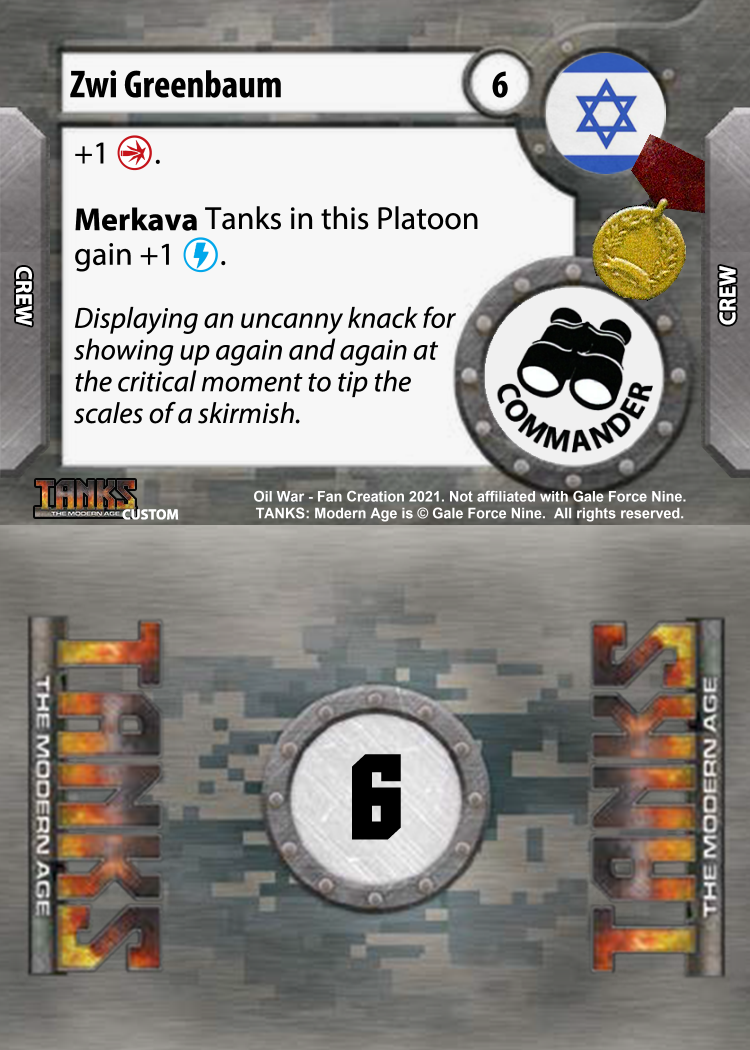 Zwi Greenbaum
6
+1 .
Merkava Tanks in this Platoon
gain +1 .
Displaying an uncanny knack for
showing up again and again at
the critical moment to tip the
scales of a skirmish.
CREW
CREW
COMMANDER
TANKS
THE MODERN AGE
CUSTOM
Oil War - Fan Creation 2021. Not affiliated with Gale Force Nine.
TANKS: Modern Age is © Gale Force Nine. All rights reserved.
TANKS
THE MODERN AGE
6
TANKS
THE MODERN AGE